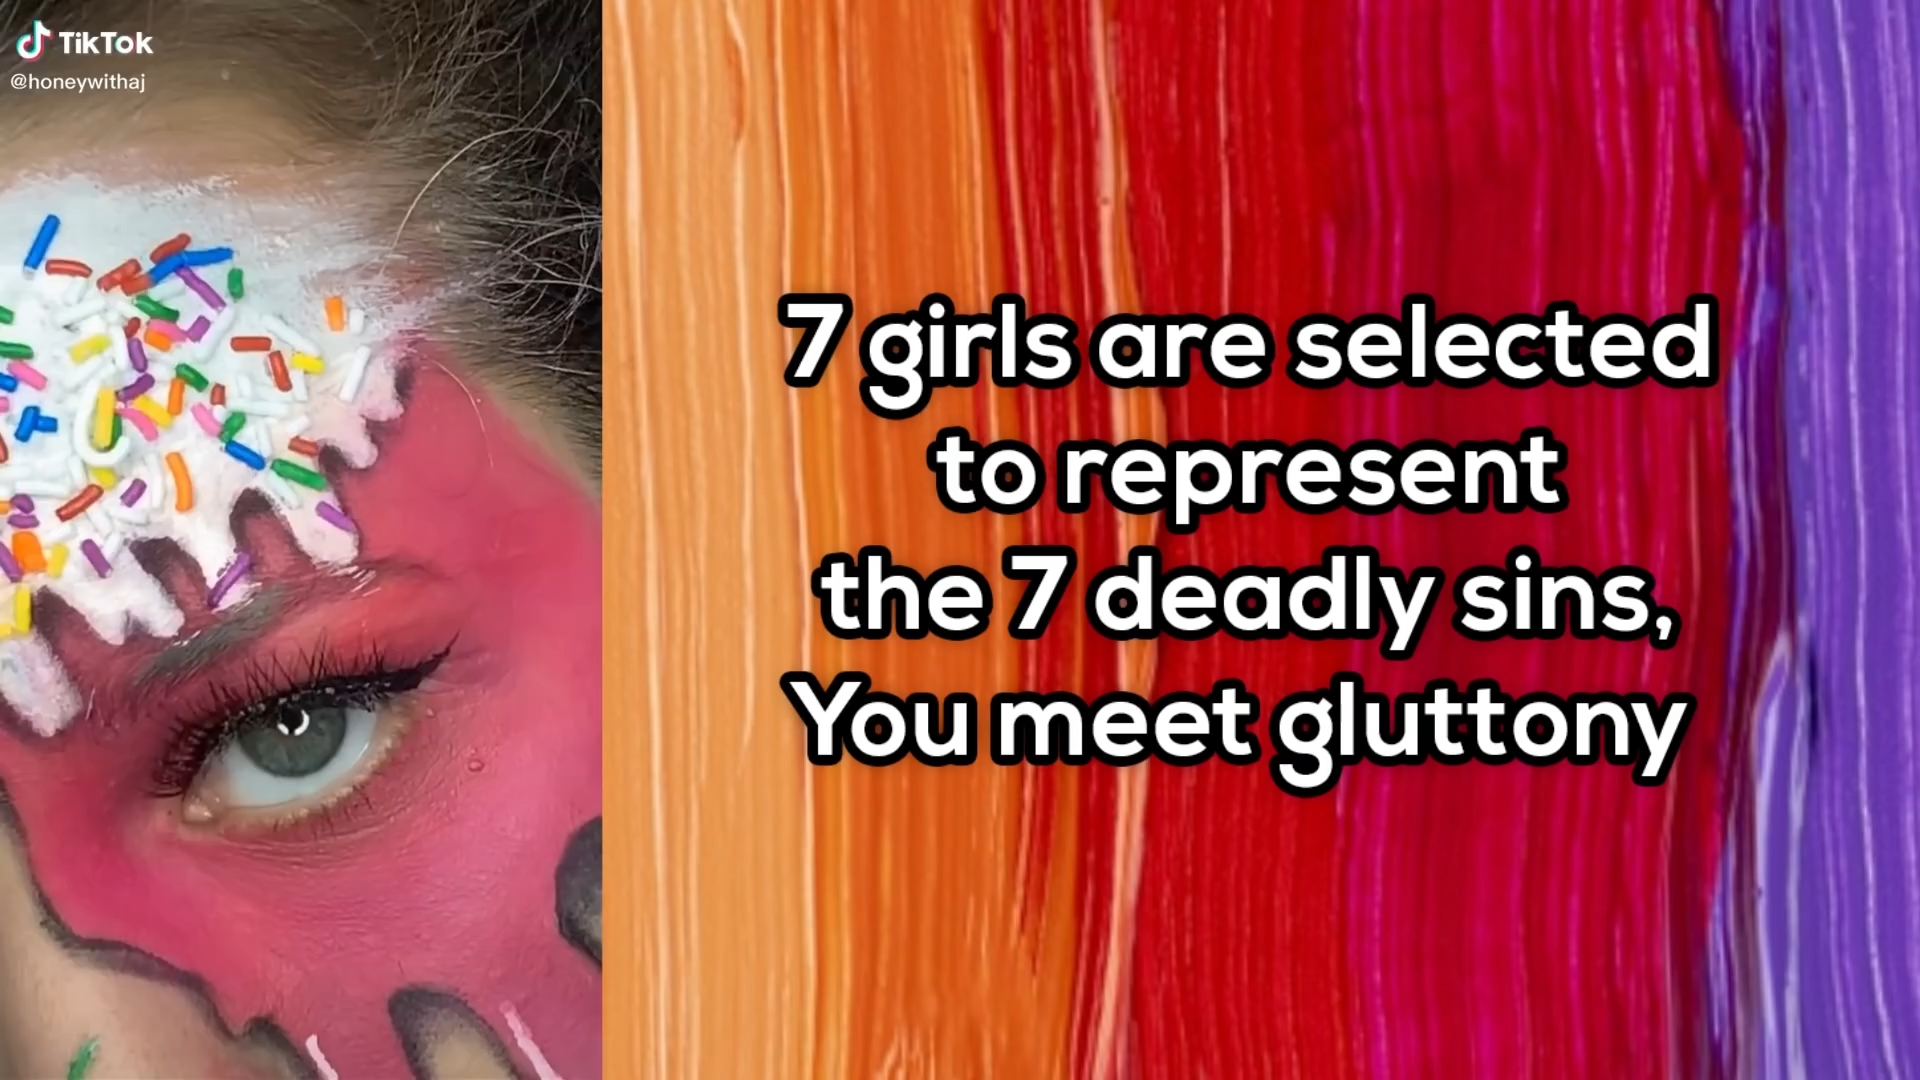 TikTok
@honeywithaj
7 girls are selected
to represent
the 7 deadly sins,
You meet gluttony